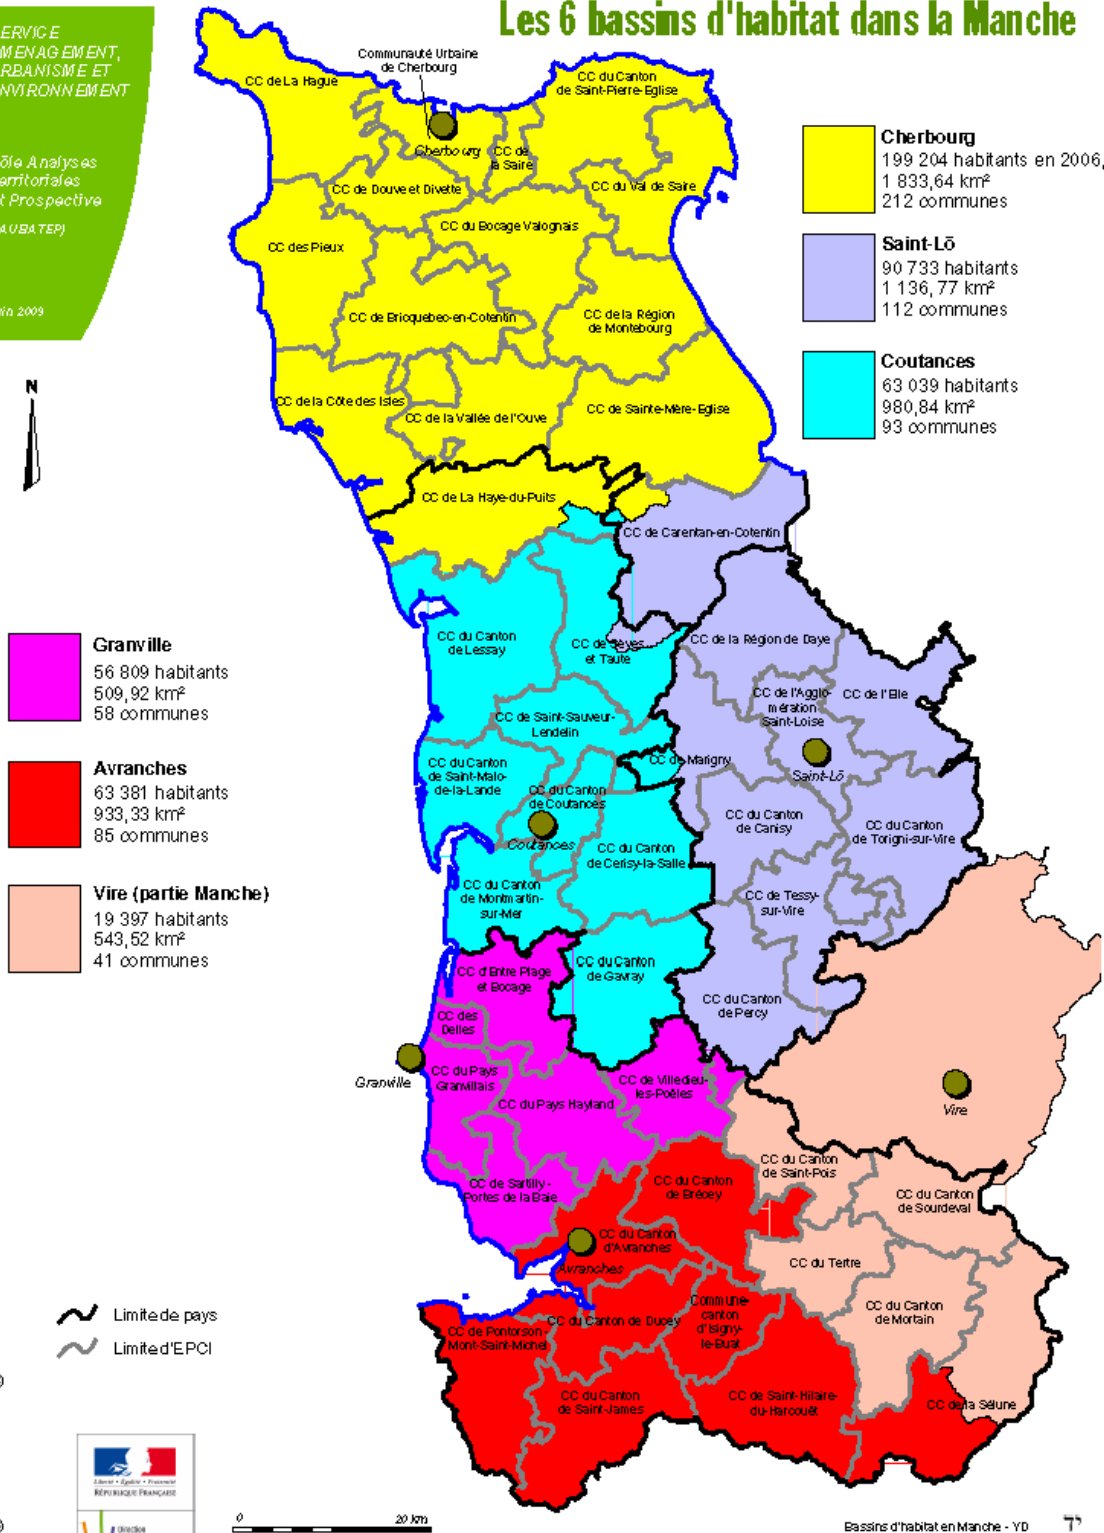 Les 6 bassins d'habitat dans la Manche
ERVICE
MENAGEMENT,
RBANISME ET
NVIRONNEMENT
ôle Analyses
erritoriales
t Prospective
AU/BATEP)
uin 2009
N
Communauté Urbaine
de Cherbourg
CC de La Hague
CC du Canton
de Saint-Pierre-Eglise
Cherbourg
CC de
la Saire
CC de Douve et Divette
CC du Val de Saire
CC des Pieux
CC du Bocage Valognais
CC de Bricquebec-en-Cotentin
CC de la Région
de Montebourg
CC de la Côte des Isles
CC de la Vallée de l'Ouve
CC de Sainte-Mère-Eglise
CC de La Haye-du-Puits
CC de Carentan-en-Cotentin
Cherbourg
199 204 habitants en 2006,
1 833,64 km²
212 communes
Saint-Lô
90 733 habitants
1 136,77 km²
112 communes
Coutances
63 039 habitants
980,84 km²
93 communes
Granville
56 809 habitants
509,92 km²
58 communes
Avranches
63 381 habitants
933,33 km²
85 communes
Vire (partie Manche)
19 397 habitants
543,52 km²
41 communes
CC du Canton
de Lessay
CC de Sèves
et Taute
CC de la Région de Daye
CC de l'Agglo-
mération
Saint-Loise
CC de l'Elle
CC de Saint-Sauveur-
Lendelin
CC de Marigny
Saint-Lô
CC du Canton
de Saint-Malo-
de-la-Lande
CC du Canton
de Coutances
Coutances
CC du Canton
de Canisy
CC du Canton
de Torigni-sur-Vire
CC du Canton
de Cerisy-la-Salle
CC du Canton
de Montmartin-
sur-Mer
CC de Tessy-
sur-Vire
CC d'Entre Plage
et Bocage
CC du Canton
de Gavray
CC du Canton
de Percy
CC des
Delles
Granville
CC du Pays
Granvillais
CC de Villedieu-
les-Poêles
CC du Pays Hayland
Vire
CC de Sartilly-
Portes de la Baie
CC du Canton
de Brécey
CC du Canton
de Saint-Pois
CC du Canton
de Sourdeval
CC du Canton
d'Avranches
Avranches
CC du Tertre
CC du Canton
de Mortain
CC de Pontorson-
Mont-Saint-Michel
CC du Canton de Ducey
Commune-
canton
d'Isigny-
le-Buat
CC du Canton
de Saint-James
CC de Saint-Hilaire-
du-Harcouët
CC de la Sélune
Limite de pays
Limite d'EPCI
Liberté • Égalité • Fraternité
RÉPUBLIQUE FRANÇAISE
Direction
0 20 km
Bassins d'habitat en Manche - YD